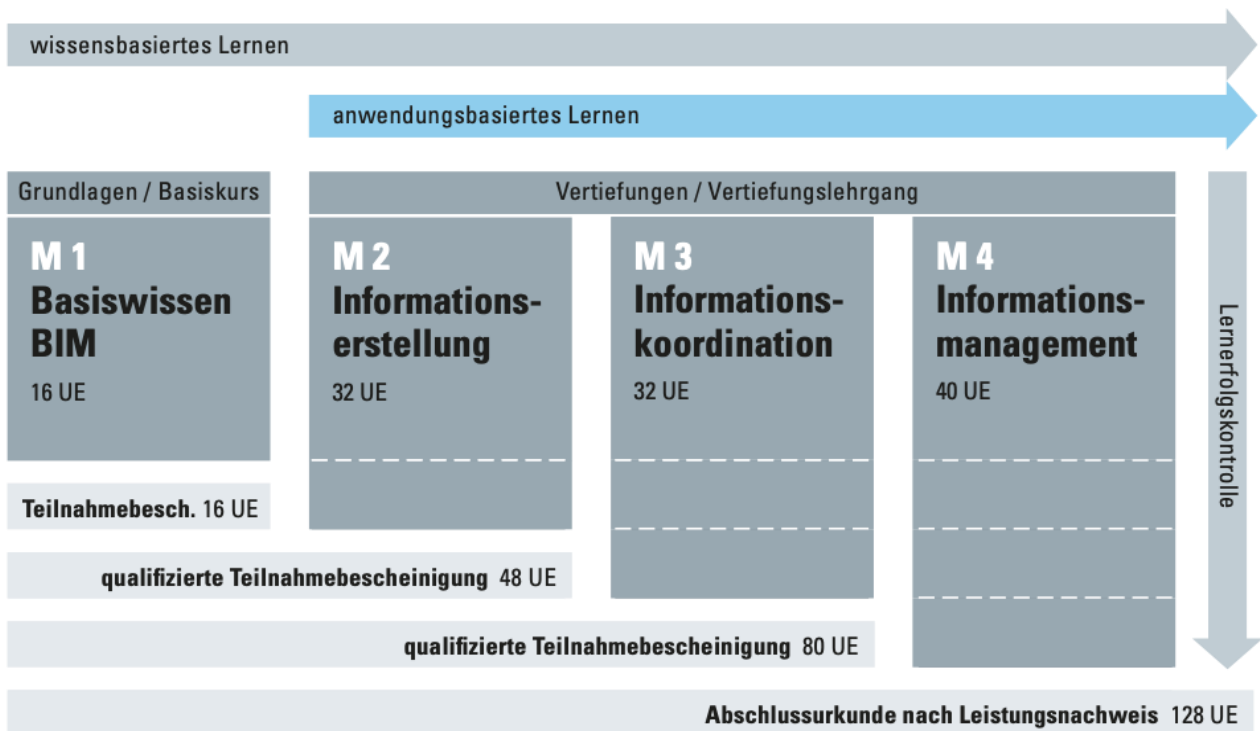 wissensbasiertes Lernen
anwendungsbasiertes Lernen
Grundlagen / Basiskurs
Vertiefungen / Vertiefungslehrgang
M 1
Basiswissen
BIM
16 UE
M 2
Informations-
erstellung
32 UE
M 3
Informations-
koordination
32 UE
M 4
Informations-
management
40 UE
Lernerfolgskontrolle
Teilnahmebesch. 16 UE
qualifizierte Teilnahmebescheinigung 48 UE
qualifizierte Teilnahmebescheinigung 80 UE
Abschlussurkunde nach Leistungsnachweis 128 UE